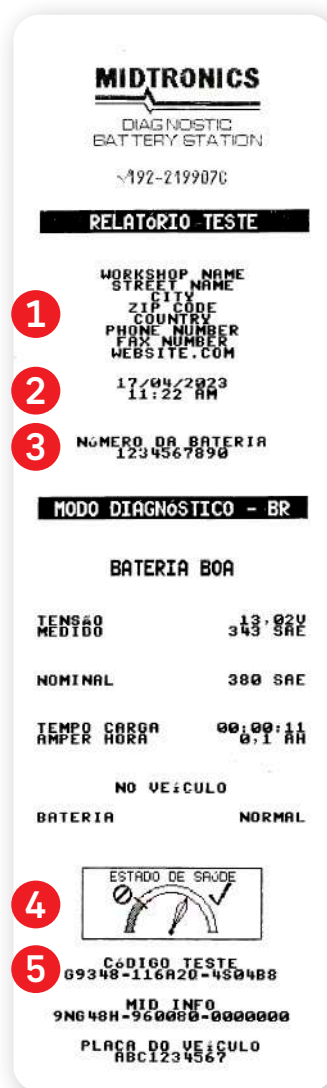 MIDTRONICS
DIAGNOSTIC
BATTERY STATION
192-219907C
RELATóRIO TESTE
WORKSHOP NAME
STREET NAME
CITY
ZIP CODE
COUNTRY
PHONE NUMBER
FAX NUMBER
WEBSITE.COM
1
17/04/2023
11:22 AM
2
NúMERO DA BATERIA
1234567890
3
MODO DIAGNóSTICO - BR
BATERIA BOA
TENSãO 13,02V
MEDIDO 343 SAE
NOMINAL 380 SAE
TEMPO CARGA 00:00:11
AMPER HORA 0,1 AH
NO VEíCULO
BATERIA NORMAL
ESTADO DE SAúDE
4
CóDIGO TESTE
5
G9348-116A20-4S04B8
MID INFO
9NG48H-960080-0000000
PLACA DO VEíCULO
ABC1234567